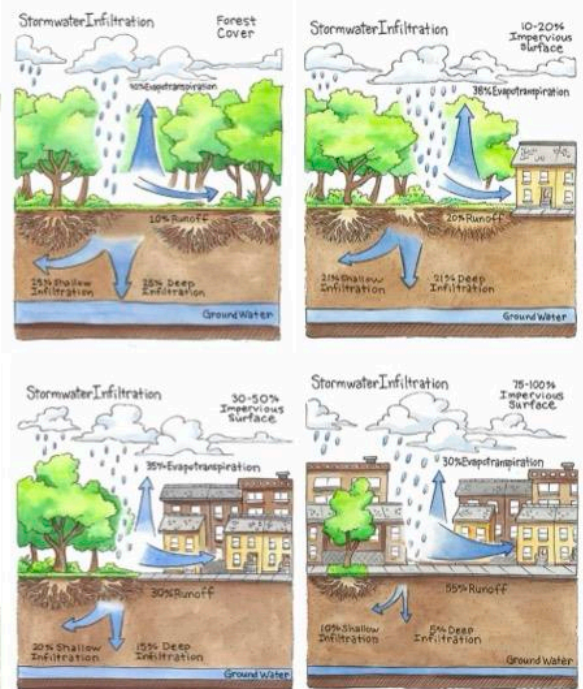 Stormwater Infiltration
Forest
Cover
40% Evapotranspiration
10% Runoff
25% Shallow
Infiltration
25% Deep
Infiltration
Ground Water
Stormwater Infiltration
10-20%
Impervious
Surface
38% Evapotranspiration
20% Runoff
21% Shallow
Infiltration
21% Deep
Infiltration
Ground Water
Stormwater Infiltration
30-50%
Impervious
Surface
35% Evapotranspiration
30% Runoff
20% Shallow
Infiltration
15% Deep
Infiltration
Ground Water
Stormwater Infiltration
75-100%
Impervious
Surface
30% Evapotranspiration
55% Runoff
10% Shallow
Infiltration
5% Deep
Infiltration
Ground Water